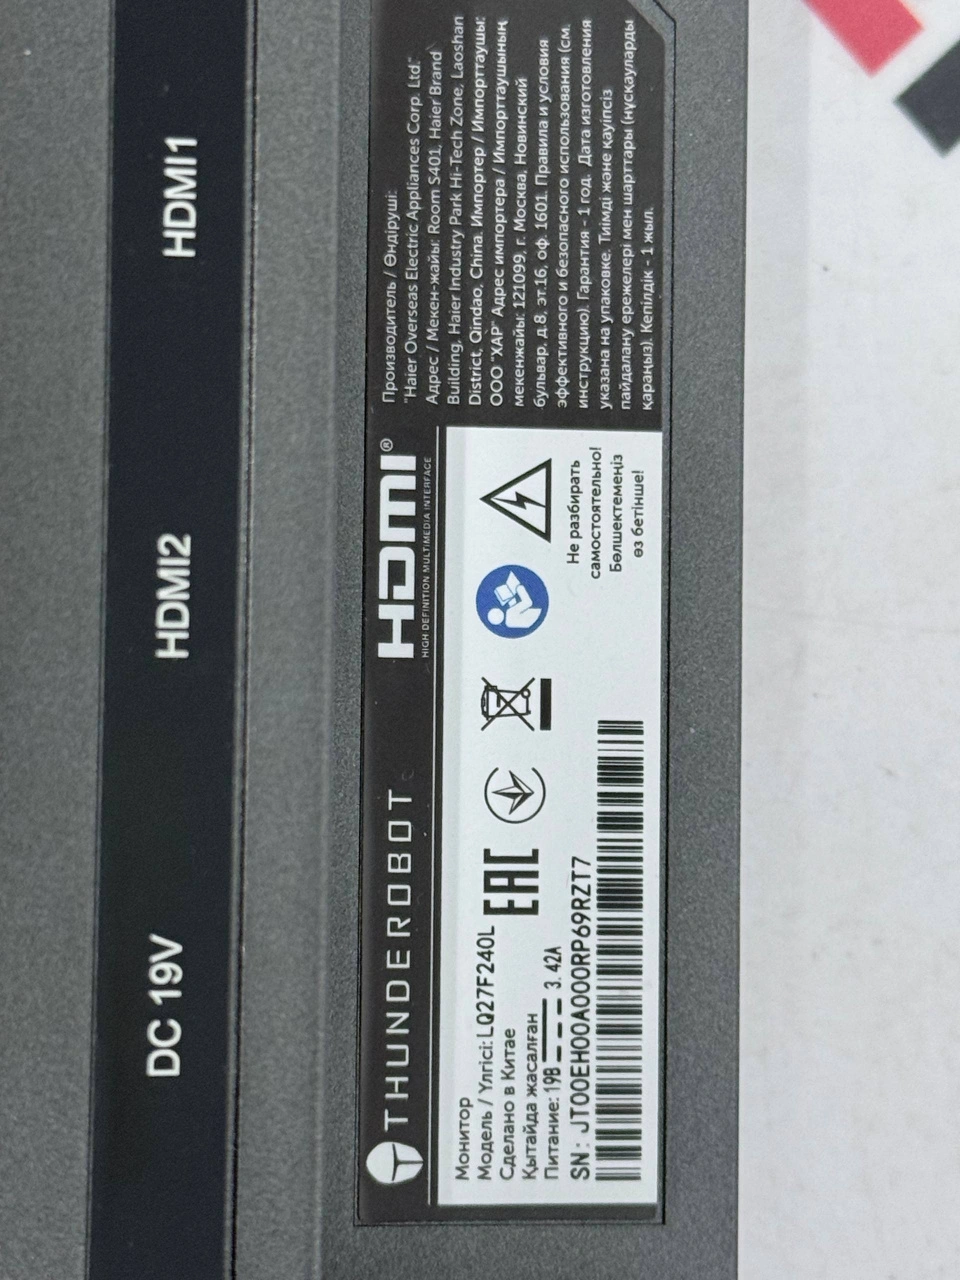 DC 19V
HDMI2
HDMI1
THUNDEROBOT
HDMI®
HIGH-DEFINITION MULTIMEDIA INTERFACE
Монитор
Модель / Үлгісі: LQ27F240L
Сделано в Китае
Қытайда жасалған
Питание: 19В 3.42А
SN: JT00EH00A000RP69RZT7
EAC
Не разбирать
самостоятельно!
Бөлшектемеңіз
өз бетінше!
Производитель / Өндіруші:
"Haier Overseas Electric Appliances Corp. Ltd."
Адрес / Мекен-жайы: Room S401, Haier Brand
Building, Haier Industry Park Hi-Tech Zone, Laoshan
District, Qindao, China. Импортер / Импорттаушы:
ООО "ХАР" Адрес импортера / Импорттаушының
мекенжайы: 121099, г. Москва, Новинский
бульвар, д.8, эт.16, оф. 1601. Правила и условия
эффективного и безопасного использования (см.
инструкцию). Гарантия - 1 год. Дата изготовления
указана на упаковке. Тиімді және қауіпсіз
пайдалану ережелері мен шарттары (нұсқауларды
қараңыз). Кепілдік - 1 жыл.